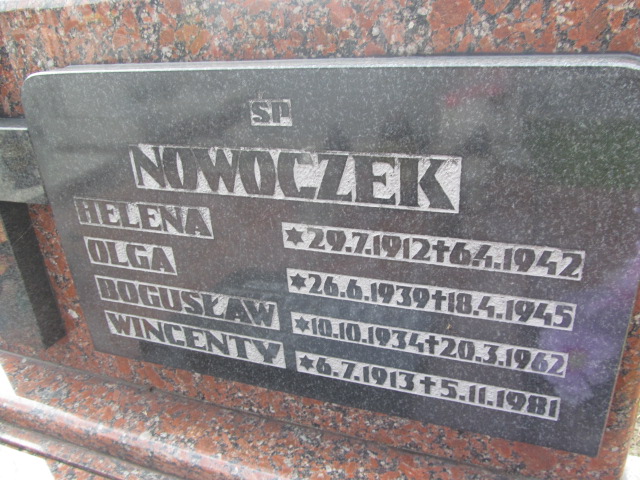 ŚP
NOWOCZEK
HELENA ✶29.7.1912✝6.4.1942
OLGA ✶26.6.1939✝18.4.1945
BOGUSŁAW ✶10.10.1934✝20.3.1962
WINCENTY ✶6.7.1913✝5.11.1981